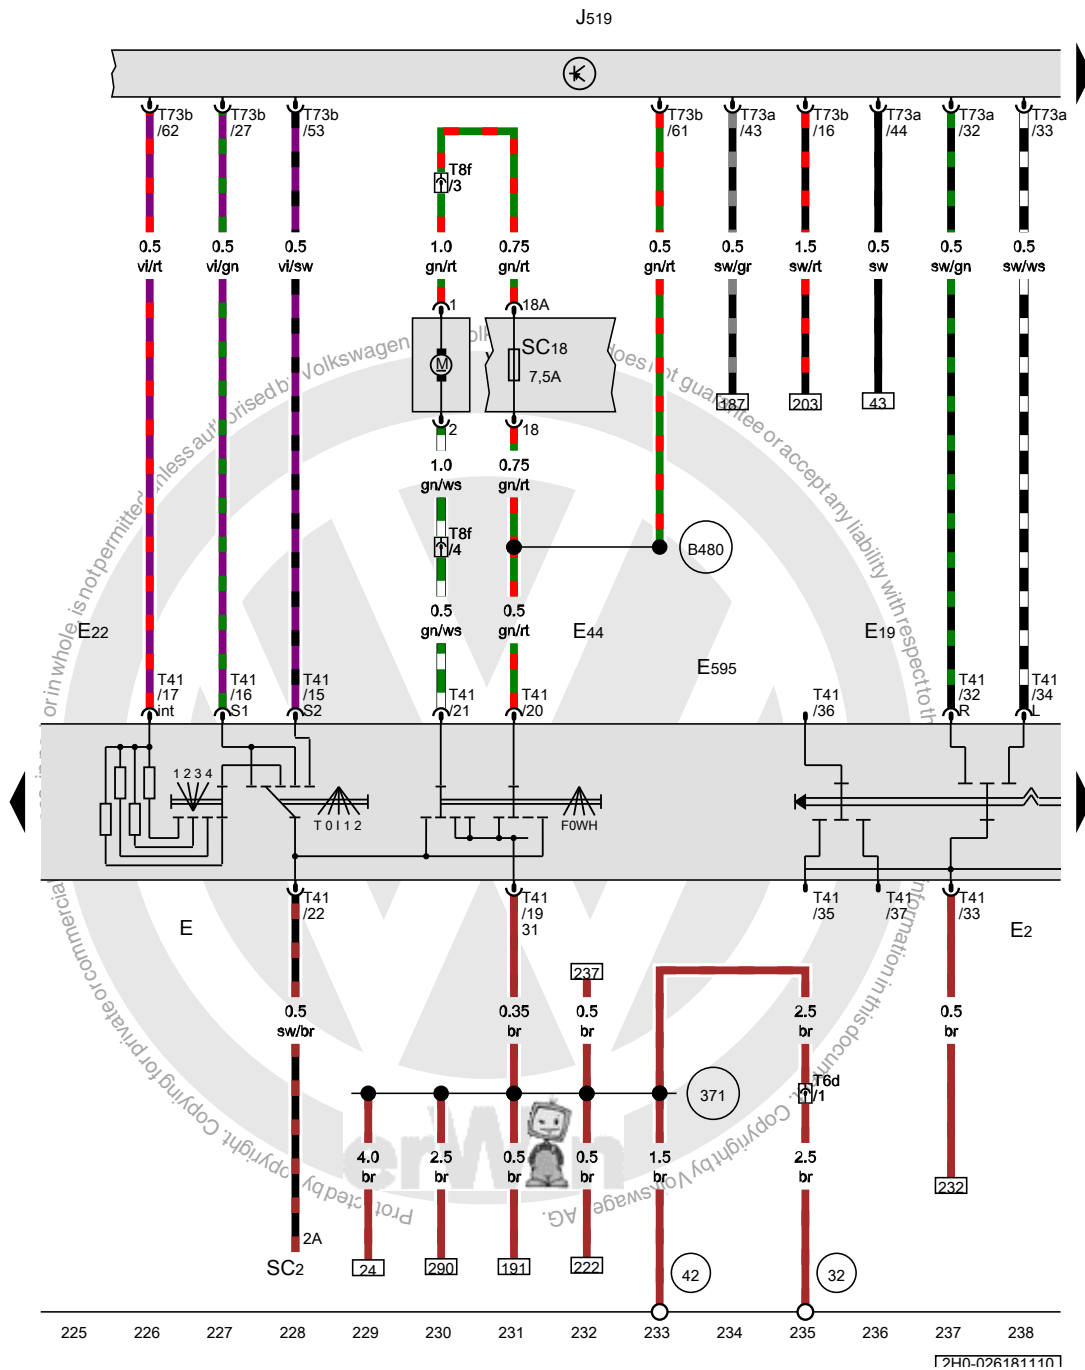 J519
T73b /62
T73b /27
T73b /53
T73b /61
T73a /43
T73b /16
T73a /44
T73a /32
T73a /33
T8f /3
0.5 vi/rt
0.5 vi/gn
0.5 vi/sw
1.0 gn/rt
0.75 gn/rt
0.5 gn/rt
0.5 sw/gr
1.5 sw/rt
0.5 sw
0.5 sw/gn
0.5 sw/ws
1
18A
M
SC18
7,5A
187
203
43
2
18
1.0 gn/ws
0.75 gn/rt
T8f /4
B480
0.5 gn/ws
0.5 gn/rt
E22
E44
E19
E595
T41 /17 int
T41 /16 S1
T41 /15 S2
T41 /21
T41 /20
T41 /36
T41 /32 R
T41 /34 L
1 2 3 4
T 0 I 1 2
F0WH
T41 /22
T41 /19 31
T41 /35
T41 /37
T41 /33
E
E2
237
0.5 sw/br
0.35 br
0.5 br
2.5 br
0.5 br
371
T6d /1
4.0 br
2.5 br
0.5 br
0.5 br
1.5 br
2.5 br
232
2A
SC2
24
290
191
222
42
32
225 226 227 228 229 230 231 232 233 234 235 236 237 238
2H0-026181110